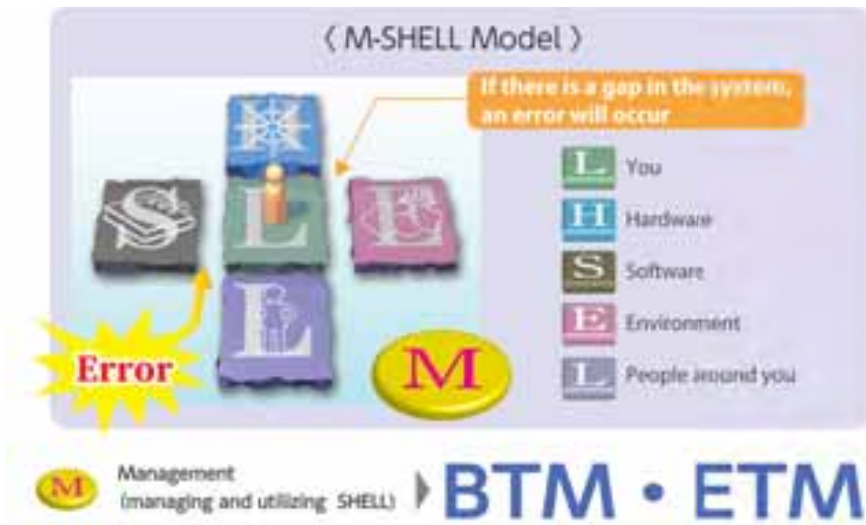 〈 M-SHELL Model 〉
If there is a gap in the system,
an error will occur
H
S
L
E
L
Error
M
L You
H Hardware
S Software
E Environment
L People around you
M Management
(managing and utilizing SHELL)
BTM・ETM